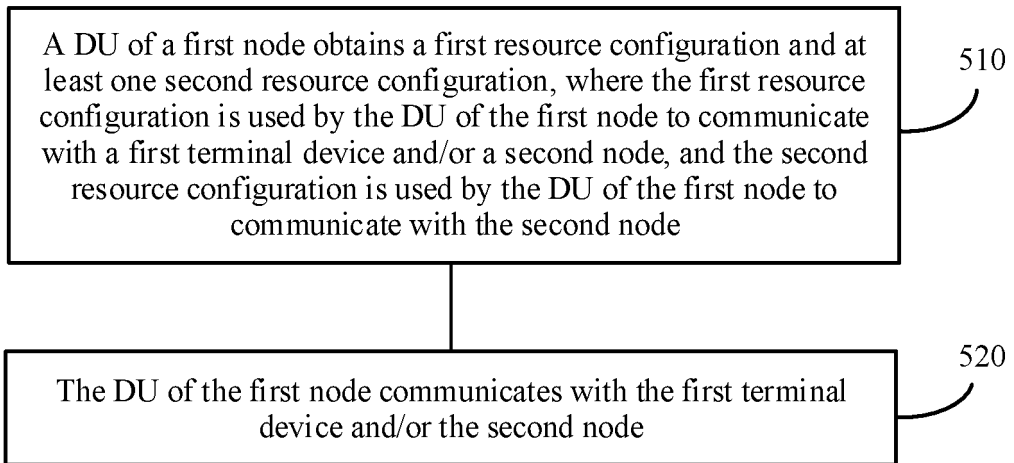 A DU of a first node obtains a first resource configuration and at
least one second resource configuration, where the first resource
configuration is used by the DU of the first node to communicate
with a first terminal device and/or a second node, and the second
resource configuration is used by the DU of the first node to
communicate with the second node
510
The DU of the first node communicates with the first terminal
device and/or the second node
520